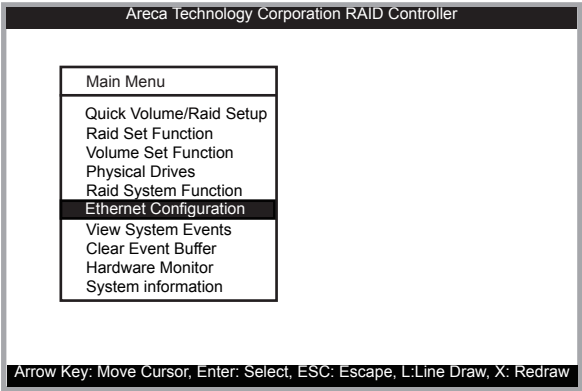 Areca Technology Corporation RAID Controller
Main Menu
Quick Volume/Raid Setup
Raid Set Function
Volume Set Function
Physical Drives
Raid System Function
Ethernet Configuration
View System Events
Clear Event Buffer
Hardware Monitor
System information
Arrow Key: Move Cursor, Enter: Select, ESC: Escape, L:Line Draw, X: Redraw